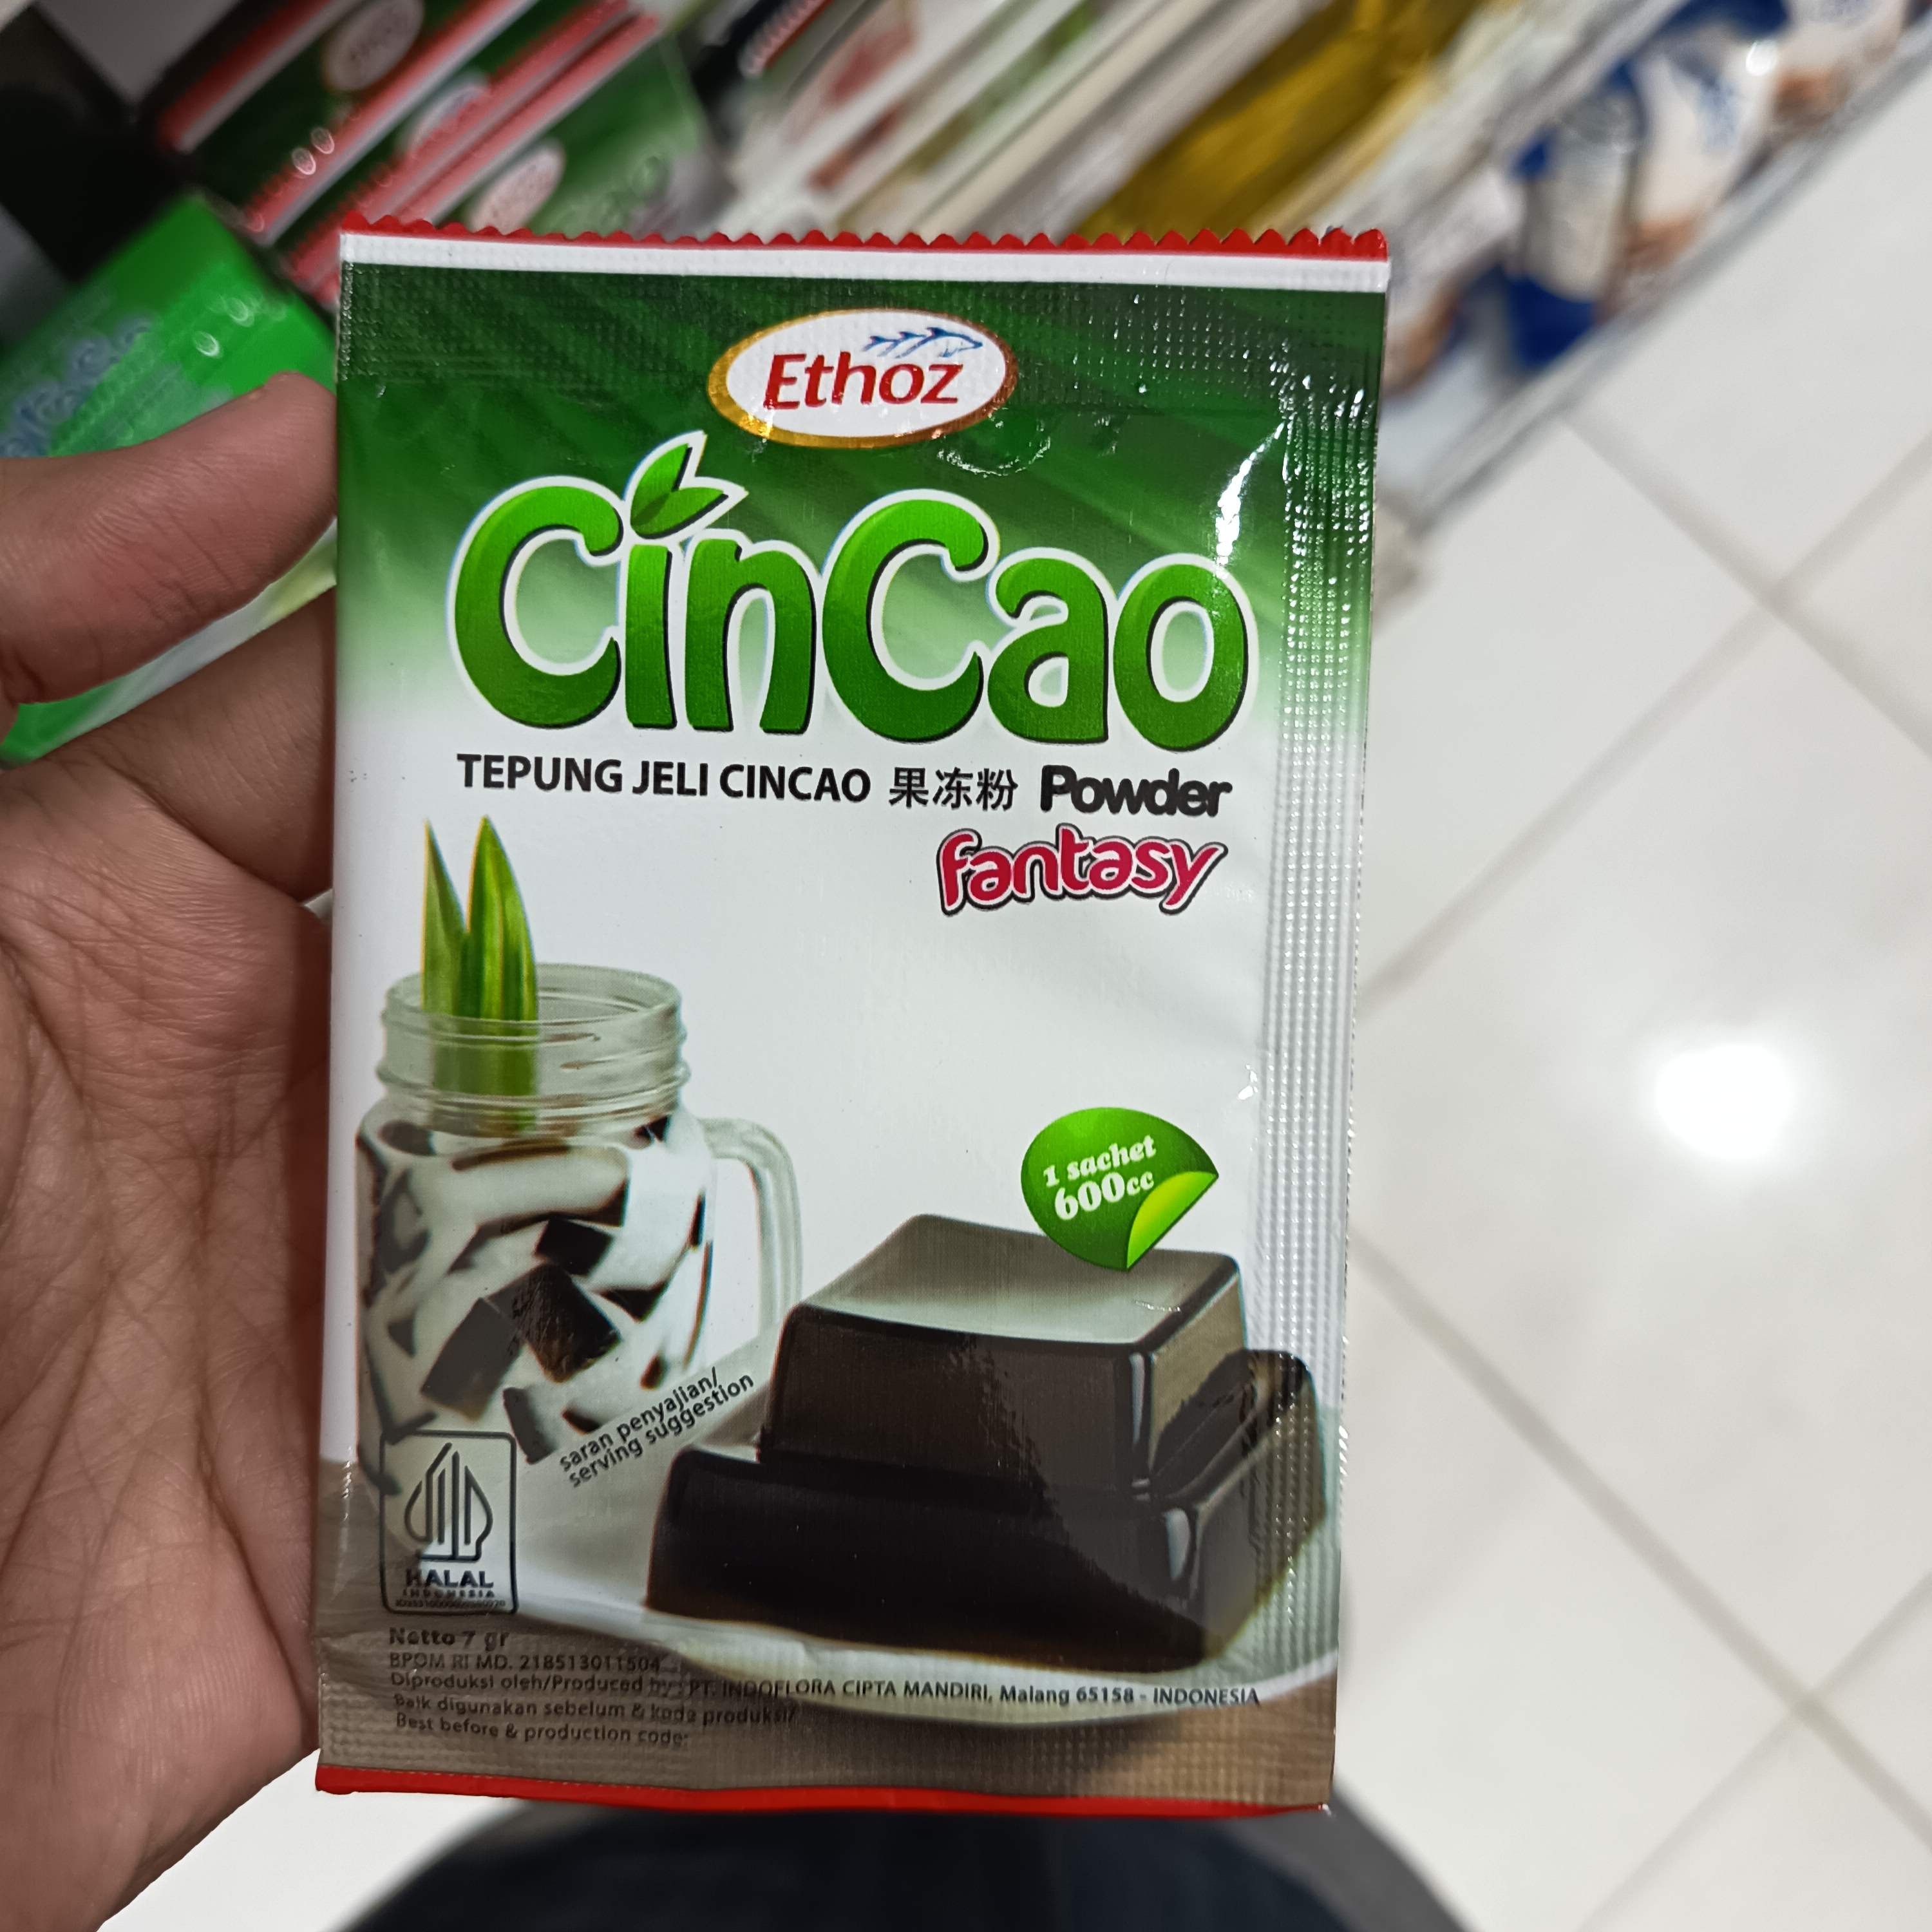 Ethoz
CinCao
TEPUNG JELI CINCAO 果冻粉 Powder
fantasy
1 sachet
600cc
saran penyajian/
serving suggestion
HALAL
INDONESIA
Netto 7 gr
BPOM RI MD. 218513011504
Diproduksi oleh/Produced by : PT. INDOFLORA CIPTA MANDIRI, Malang 65158 - INDONESIA
Baik digunakan sebelum & kode produksi/
Best before & production code: